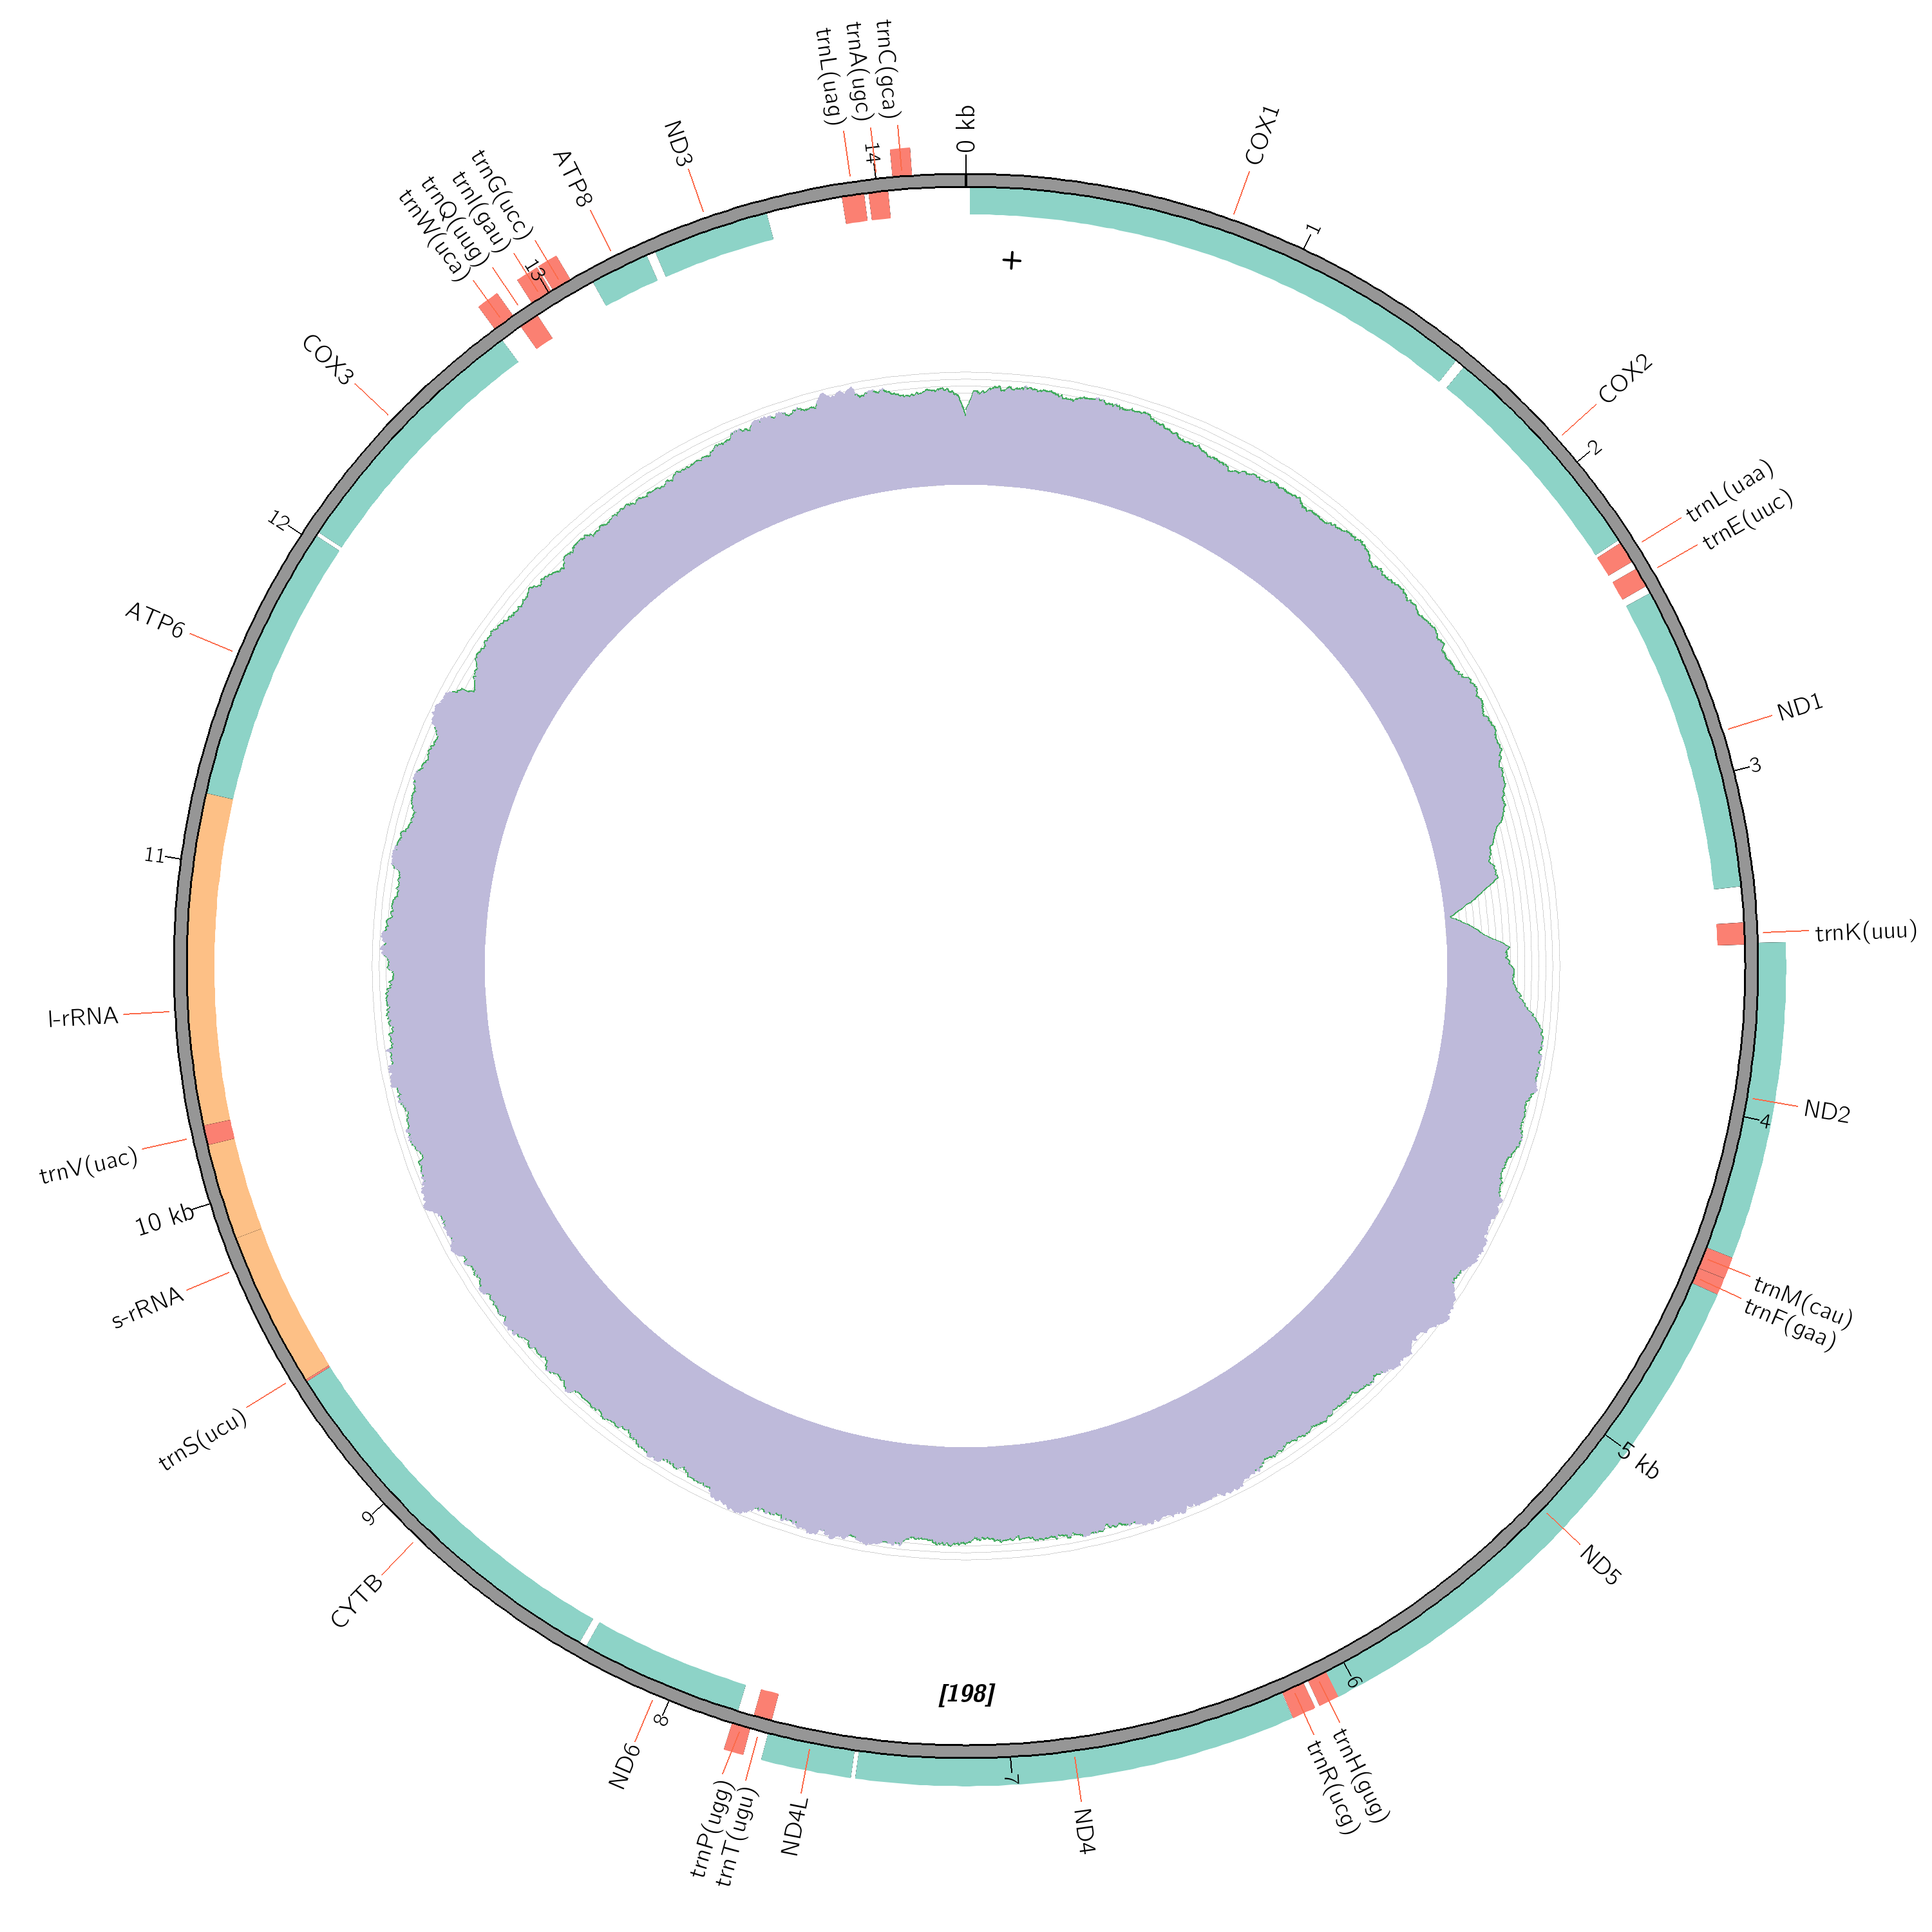 0 kb
COX1
1
COX2
2
trnL(uaa)
trnE(uuc)
ND1
3
trnK(uuu)
ND2
4
trnM(cau)
trnF(gaa)
5 kb
ND5
6
trnH(gug)
trnR(ucg)
ND4
7
ND4L
trnT(ugu)
trnP(ugg)
8
ND6
CYTB
9
trnS(ucu)
s-rRNA
10 kb
trnV(uac)
l-rRNA
11
ATP6
12
COX3
trnW(uca)
trnQ(uug)
trnI(gau)
trnG(ucc)
13
ATP8
ND3
trnL(uag)
trnA(ugc)
14
trnC(gca)
+
[198]